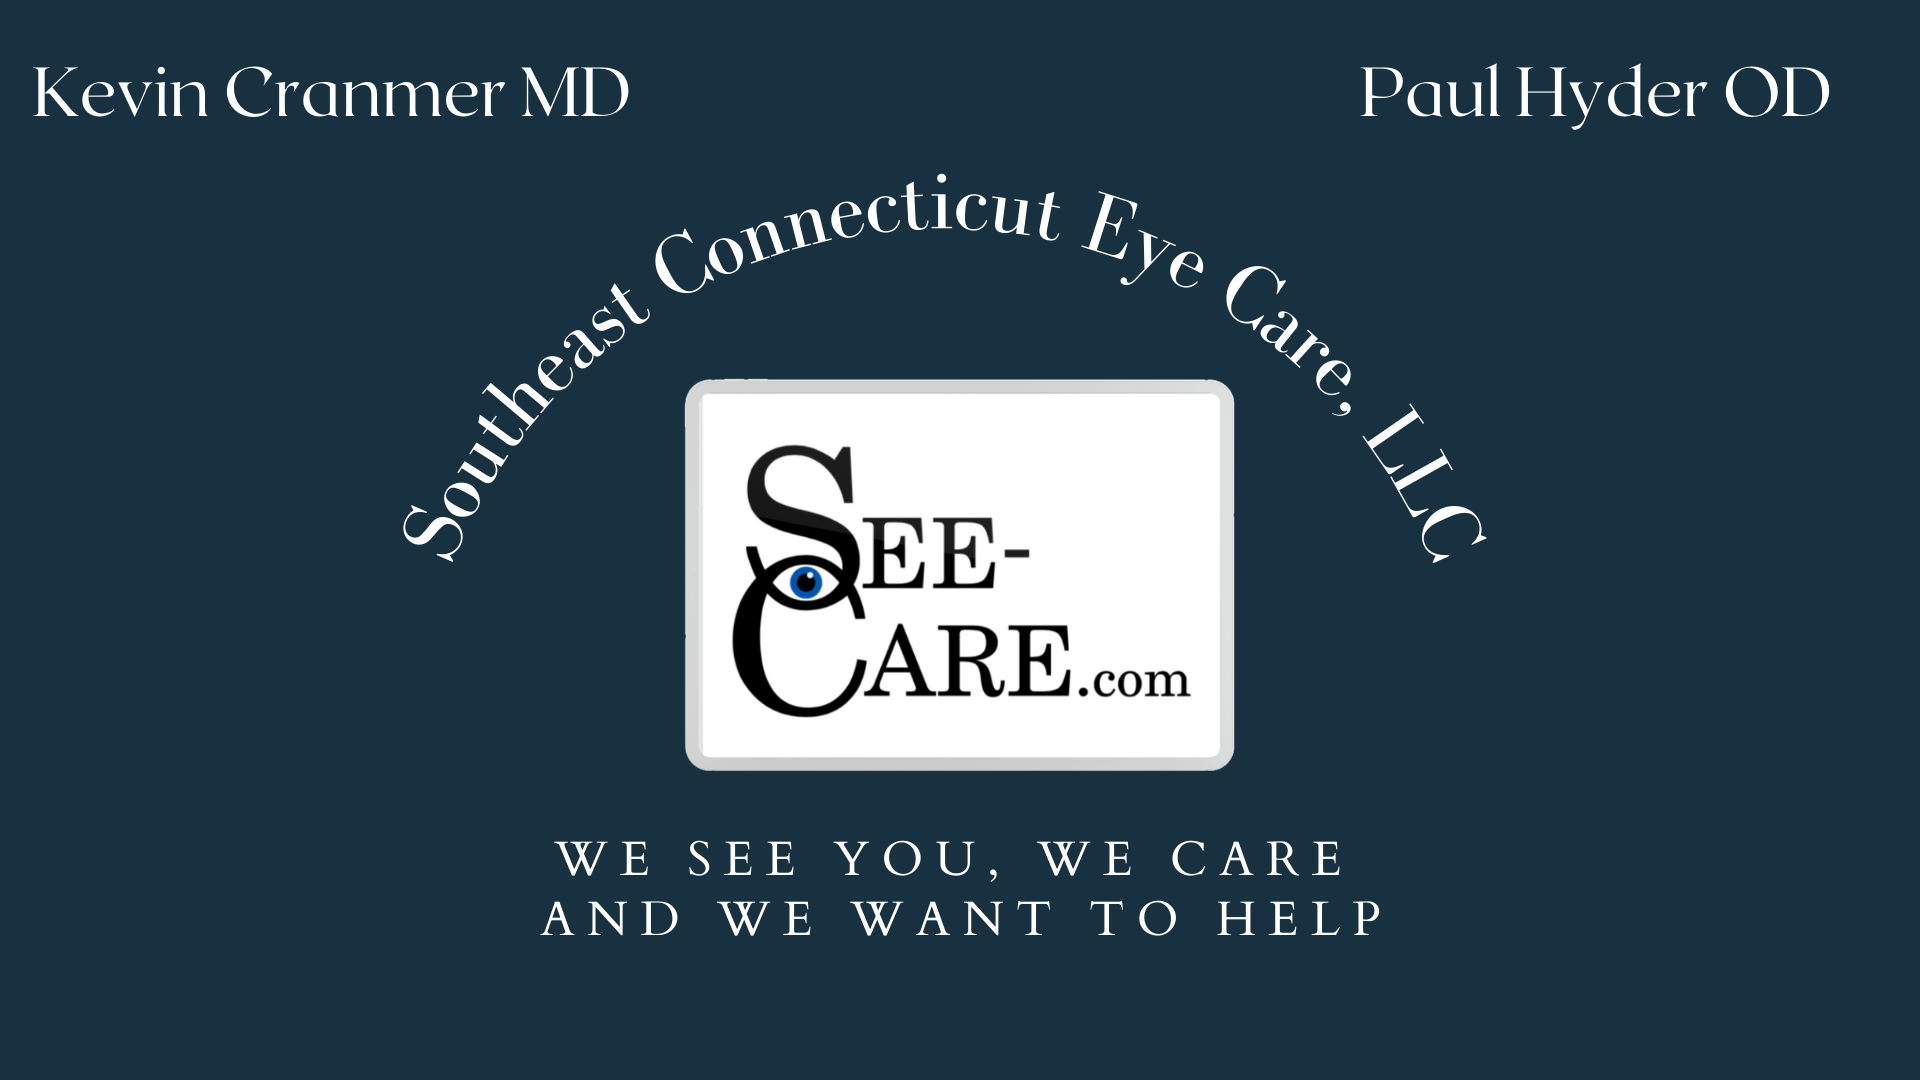 Kevin Cranmer MD
Paul Hyder OD
Southeast Connecticut Eye Care, LLC
SEE-
CARE.com
WE SEE YOU, WE CARE
AND WE WANT TO HELP